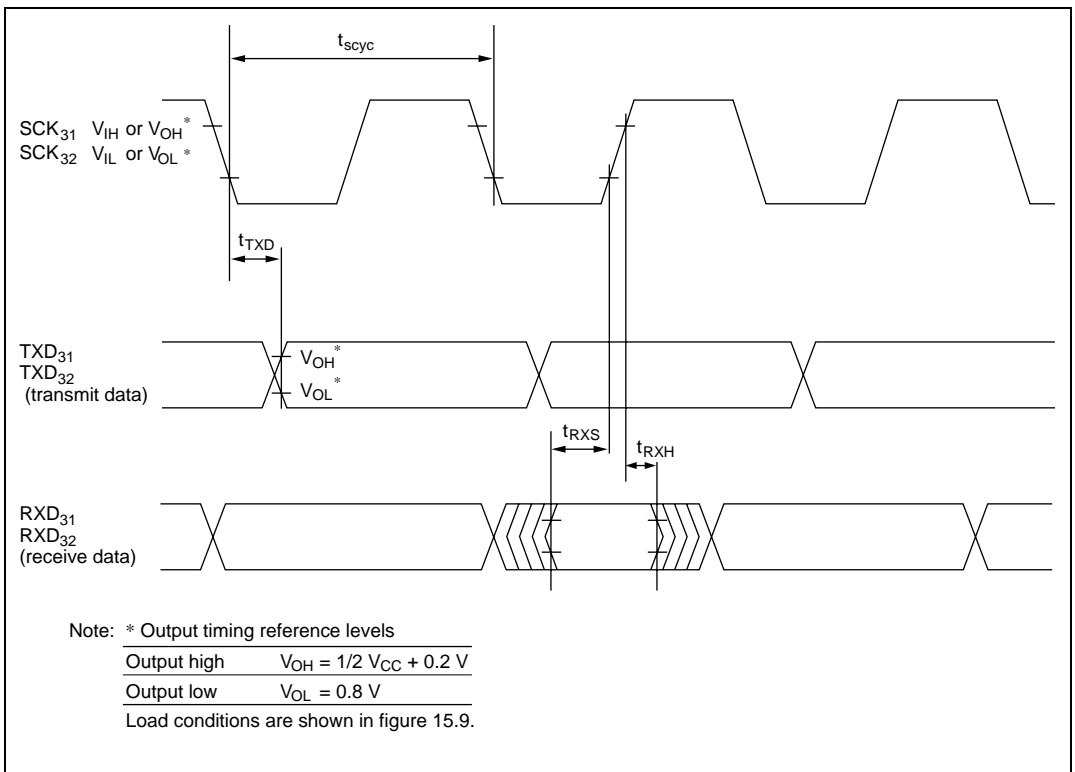 tscyc
SCK31 VIH or VOH*
SCK32 VIL or VOL*
tTXD
TXD31
TXD32
(transmit data)
VOH*
VOL*
tRXS
tRXH
RXD31
RXD32
(receive data)
Note: * Output timing reference levels
Output high VOH = 1/2 VCC + 0.2 V
Output low VOL = 0.8 V
Load conditions are shown in figure 15.9.